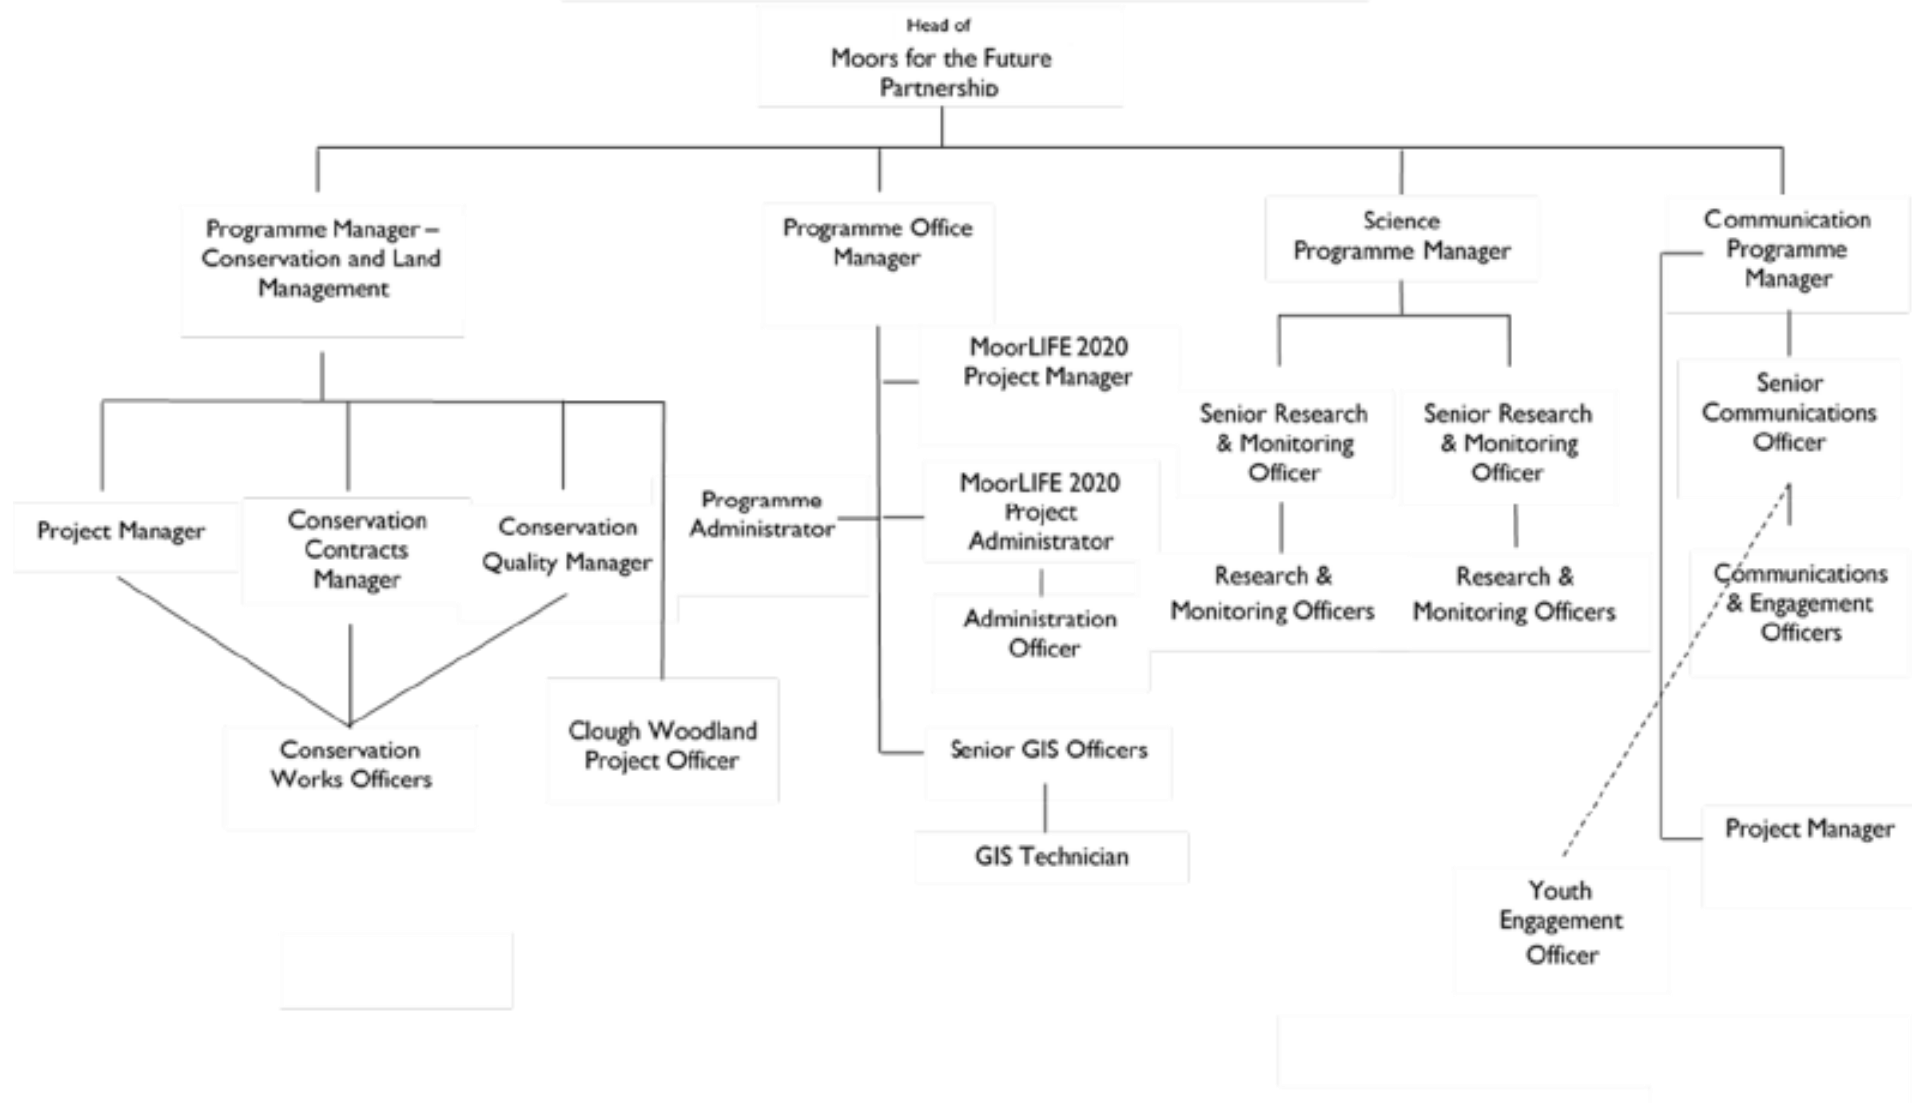 Head of
Moors for the Future
Partnership
Programme Manager –
Conservation and Land
Management
Programme Office
Manager
Science
Programme Manager
Communication
Programme
Manager
MoorLIFE 2020
Project Manager
Senior Research
& Monitoring
Officer
Senior Research
& Monitoring
Officer
Senior
Communications
Officer
Project Manager
Conservation
Contracts
Manager
Conservation
Quality Manager
Programme
Administrator
MoorLIFE 2020
Project
Administrator
Administration
Officer
Research &
Monitoring Officers
Research &
Monitoring Officers
Communications
& Engagement
Officers
Conservation
Works Officers
Clough Woodland
Project Officer
Senior GIS Officers
GIS Technician
Project Manager
Youth
Engagement
Officer